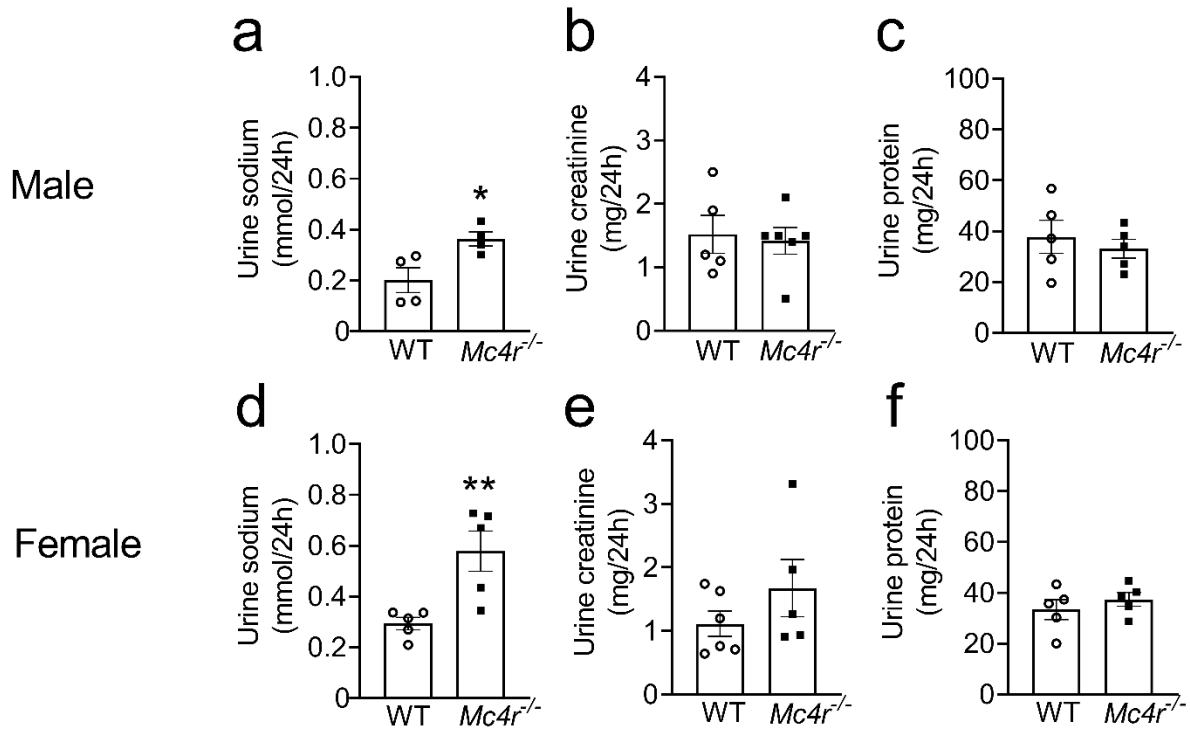 a
b
c
Male
Urine sodium
(mmol/24h)
1.0
0.8
0.6
0.4
0.2
0
*
WT
Mc4r-/-
Urine creatinine
(mg/24h)
4
3
2
1
0
WT
Mc4r-/-
Urine protein
(mg/24h)
100
80
60
40
20
0
WT
Mc4r-/-
d
e
f
Female
Urine sodium
(mmol/24h)
1.0
0.8
0.6
0.4
0.2
0
**
WT
Mc4r-/-
Urine creatinine
(mg/24h)
4
3
2
1
0
WT
Mc4r-/-
Urine protein
(mg/24h)
100
80
60
40
20
0
WT
Mc4r-/-